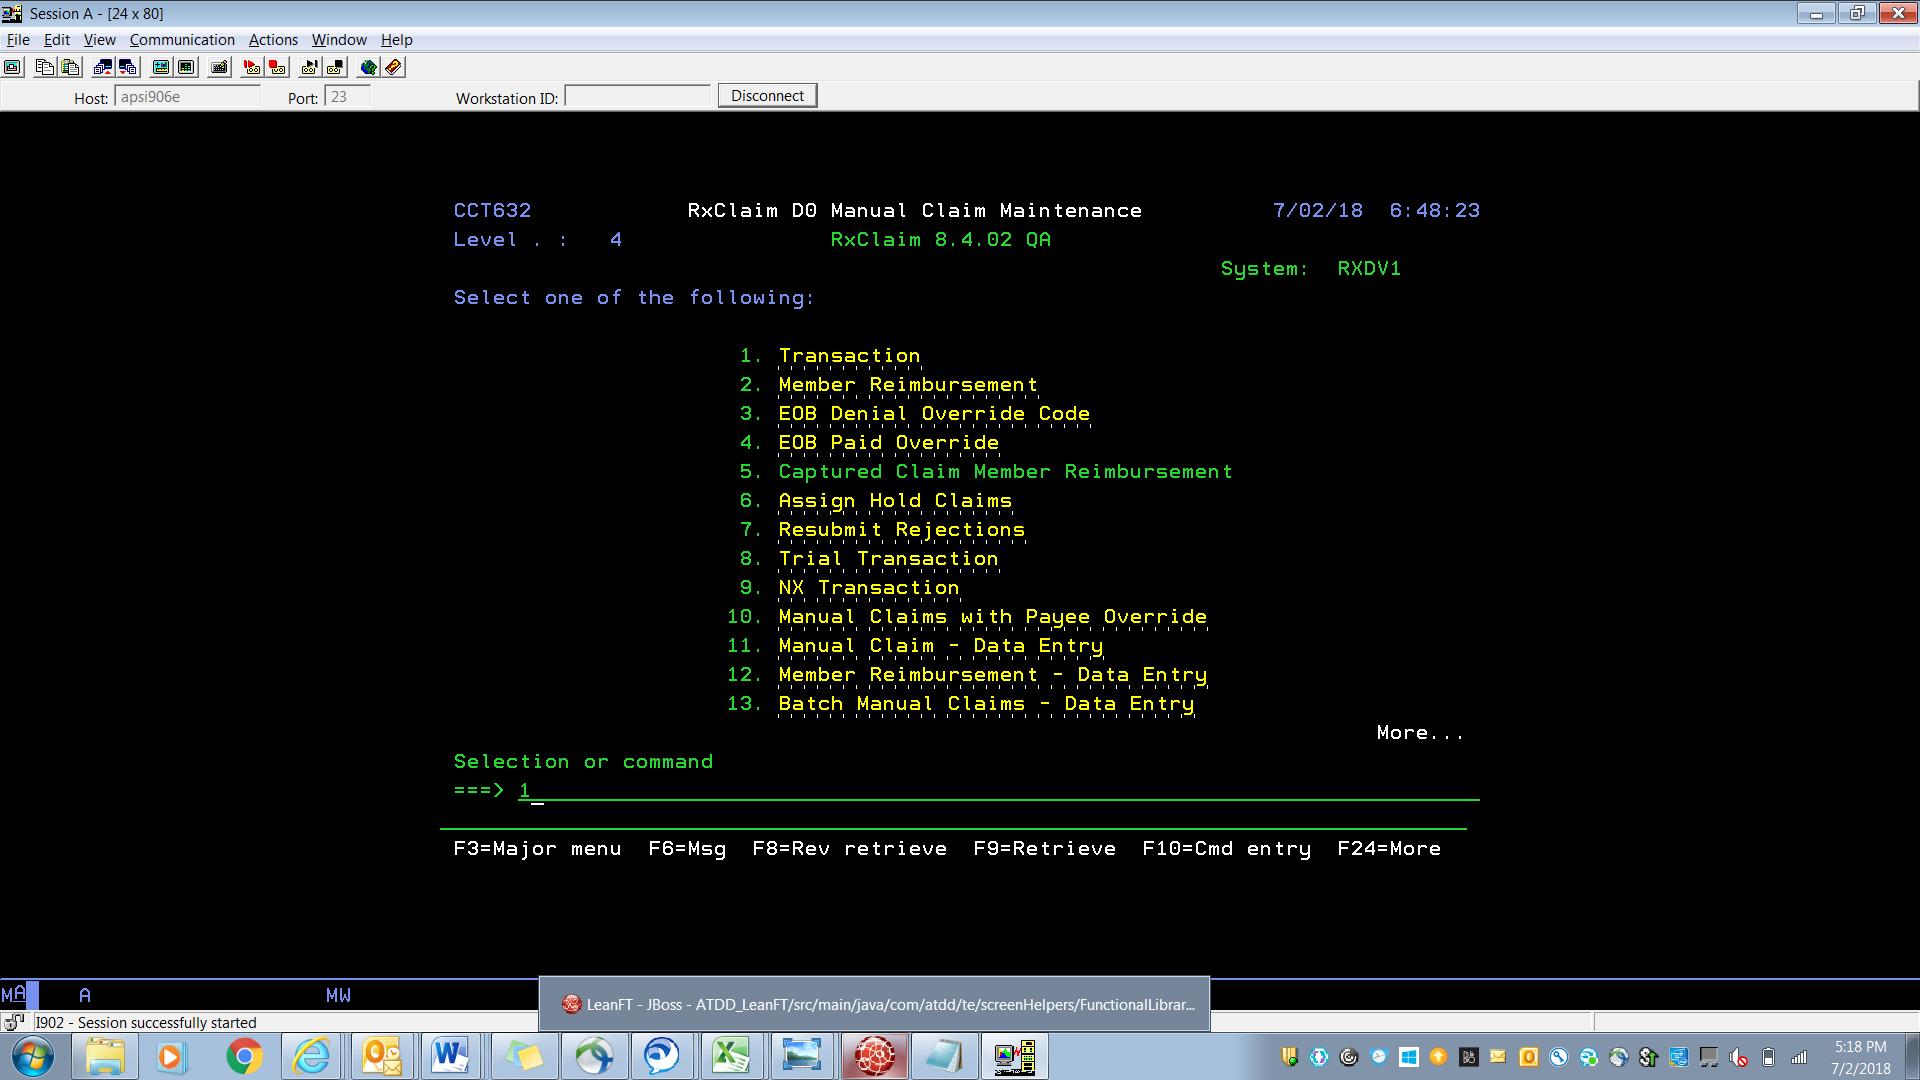 Session A - [24 x 80]
File Edit View Communication Actions Window Help
Host: apsi906e Port: 23 Workstation ID: Disconnect
CCT632 RxClaim D0 Manual Claim Maintenance 7/02/18 6:48:23
Level . : 4 RxClaim 8.4.02 QA
System: RXDV1
Select one of the following:
1. Transaction
2. Member Reimbursement
3. EOB Denial Override Code
4. EOB Paid Override
5. Captured Claim Member Reimbursement
6. Assign Hold Claims
7. Resubmit Rejections
8. Trial Transaction
9. NX Transaction
10. Manual Claims with Payee Override
11. Manual Claim - Data Entry
12. Member Reimbursement - Data Entry
13. Batch Manual Claims - Data Entry
More...
Selection or command
===> 1
F3=Major menu F6=Msg F8=Rev retrieve F9=Retrieve F10=Cmd entry F24=More
MA A MW
LeanFT - JBoss - ATDD_LeanFT/src/main/java/com/atdd/te/screenHelpers/FunctionalLibrar...
I902 - Session successfully started
5:18 PM
7/2/2018